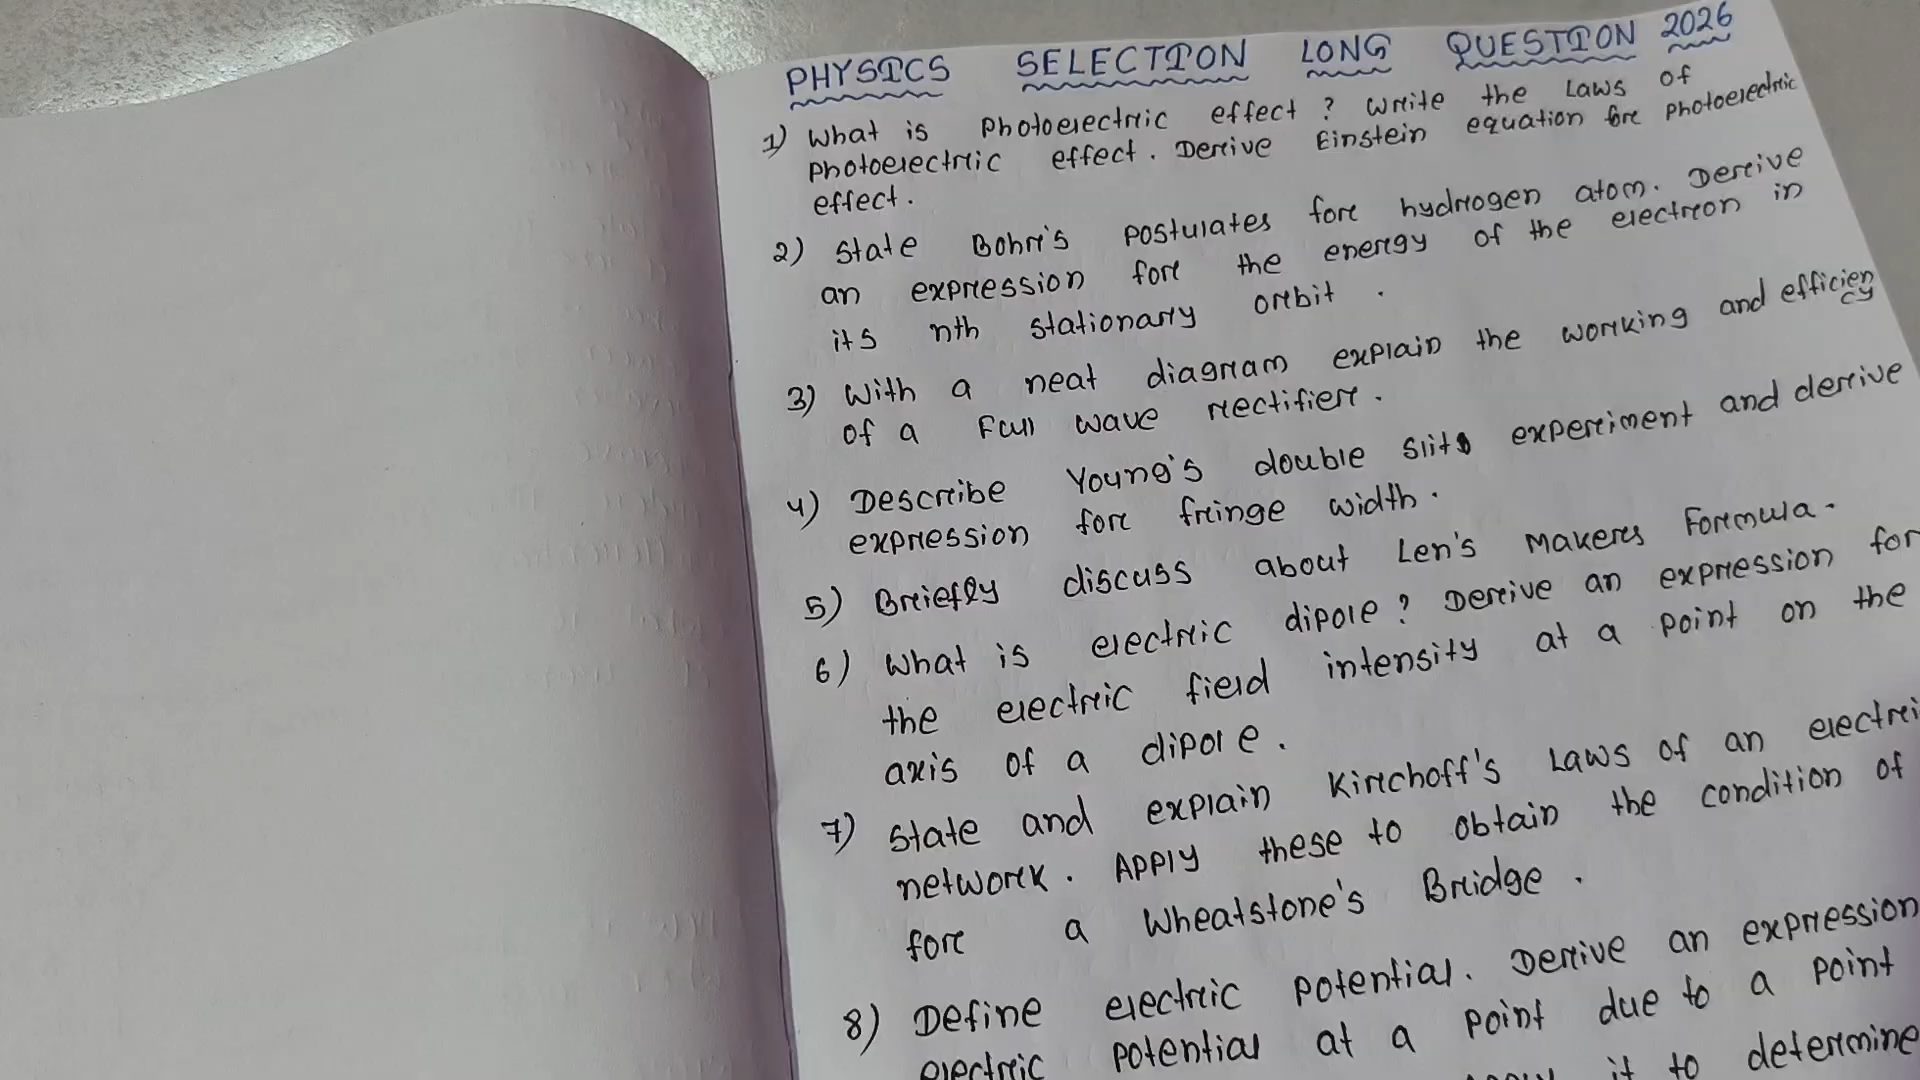 PHYSICS SELECTION LONG QUESTION 2026
1) What is photoelectric effect ? Write the Laws of
photoelectric effect. Derive Einstein equation for photoelectric
effect.
2) State Bohr's postulates for hydrogen atom. Derive
an expression for the energy of the electron in
its nth stationary orbit .
3) With a neat diagram explain the working and efficiency
of a Full wave rectifier.
4) Describe Young's double slits experiment and derive
expression for fringe width.
5) Briefly discuss about Len's Makers Formula.
6) What is electric dipole ? Derive an expression for
the electric field intensity at a point on the
axis of a dipole.
7) State and explain Kirchoff's Laws of an electri
network. Apply these to obtain the condition of
for a Wheatstone's Bridge .
8) Define electric potential. Derive an expression
electric potential at a point due to a point
it to determine